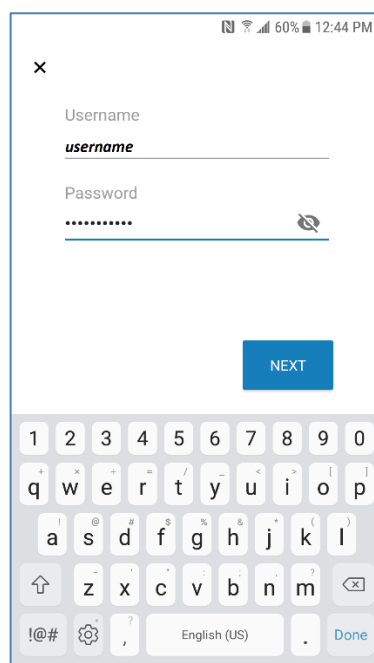 60% 12:44 PM
×
Username
username
Password
•••••••••••
NEXT
1 2 3 4 5 6 7 8 9 0
+ × ÷ = / _ < > [ ]
q w e r t y u i o p
! @ # $ % & * ( )
a s d f g h j k l
- ' " : ; , ?
z x c v b n m
!@# , ? English (US) . Done